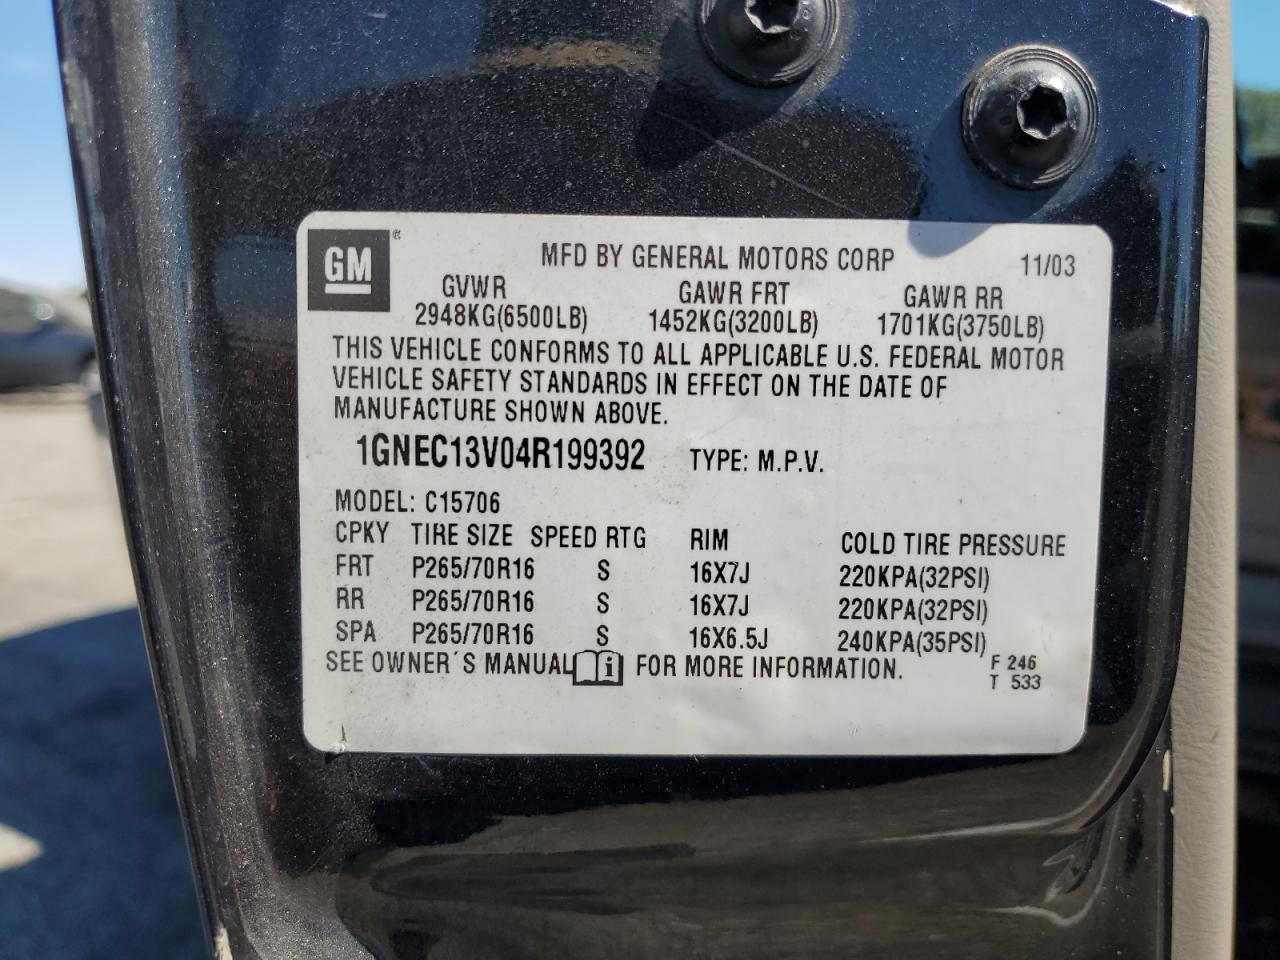 GM ® MFD BY GENERAL MOTORS CORP 11/03
GVWR GAWR FRT GAWR RR
2948KG(6500LB) 1452KG(3200LB) 1701KG(3750LB)
THIS VEHICLE CONFORMS TO ALL APPLICABLE U.S. FEDERAL MOTOR
VEHICLE SAFETY STANDARDS IN EFFECT ON THE DATE OF
MANUFACTURE SHOWN ABOVE.
1GNEC13V04R199392 TYPE: M.P.V.
MODEL: C15706
CPKY TIRE SIZE SPEED RTG RIM COLD TIRE PRESSURE
FRT P265/70R16 S 16X7J 220KPA(32PSI)
RR P265/70R16 S 16X7J 220KPA(32PSI)
SPA P265/70R16 S 16X6.5J 240KPA(35PSI)
SEE OWNER´S MANUAL i FOR MORE INFORMATION. F 246
T 533